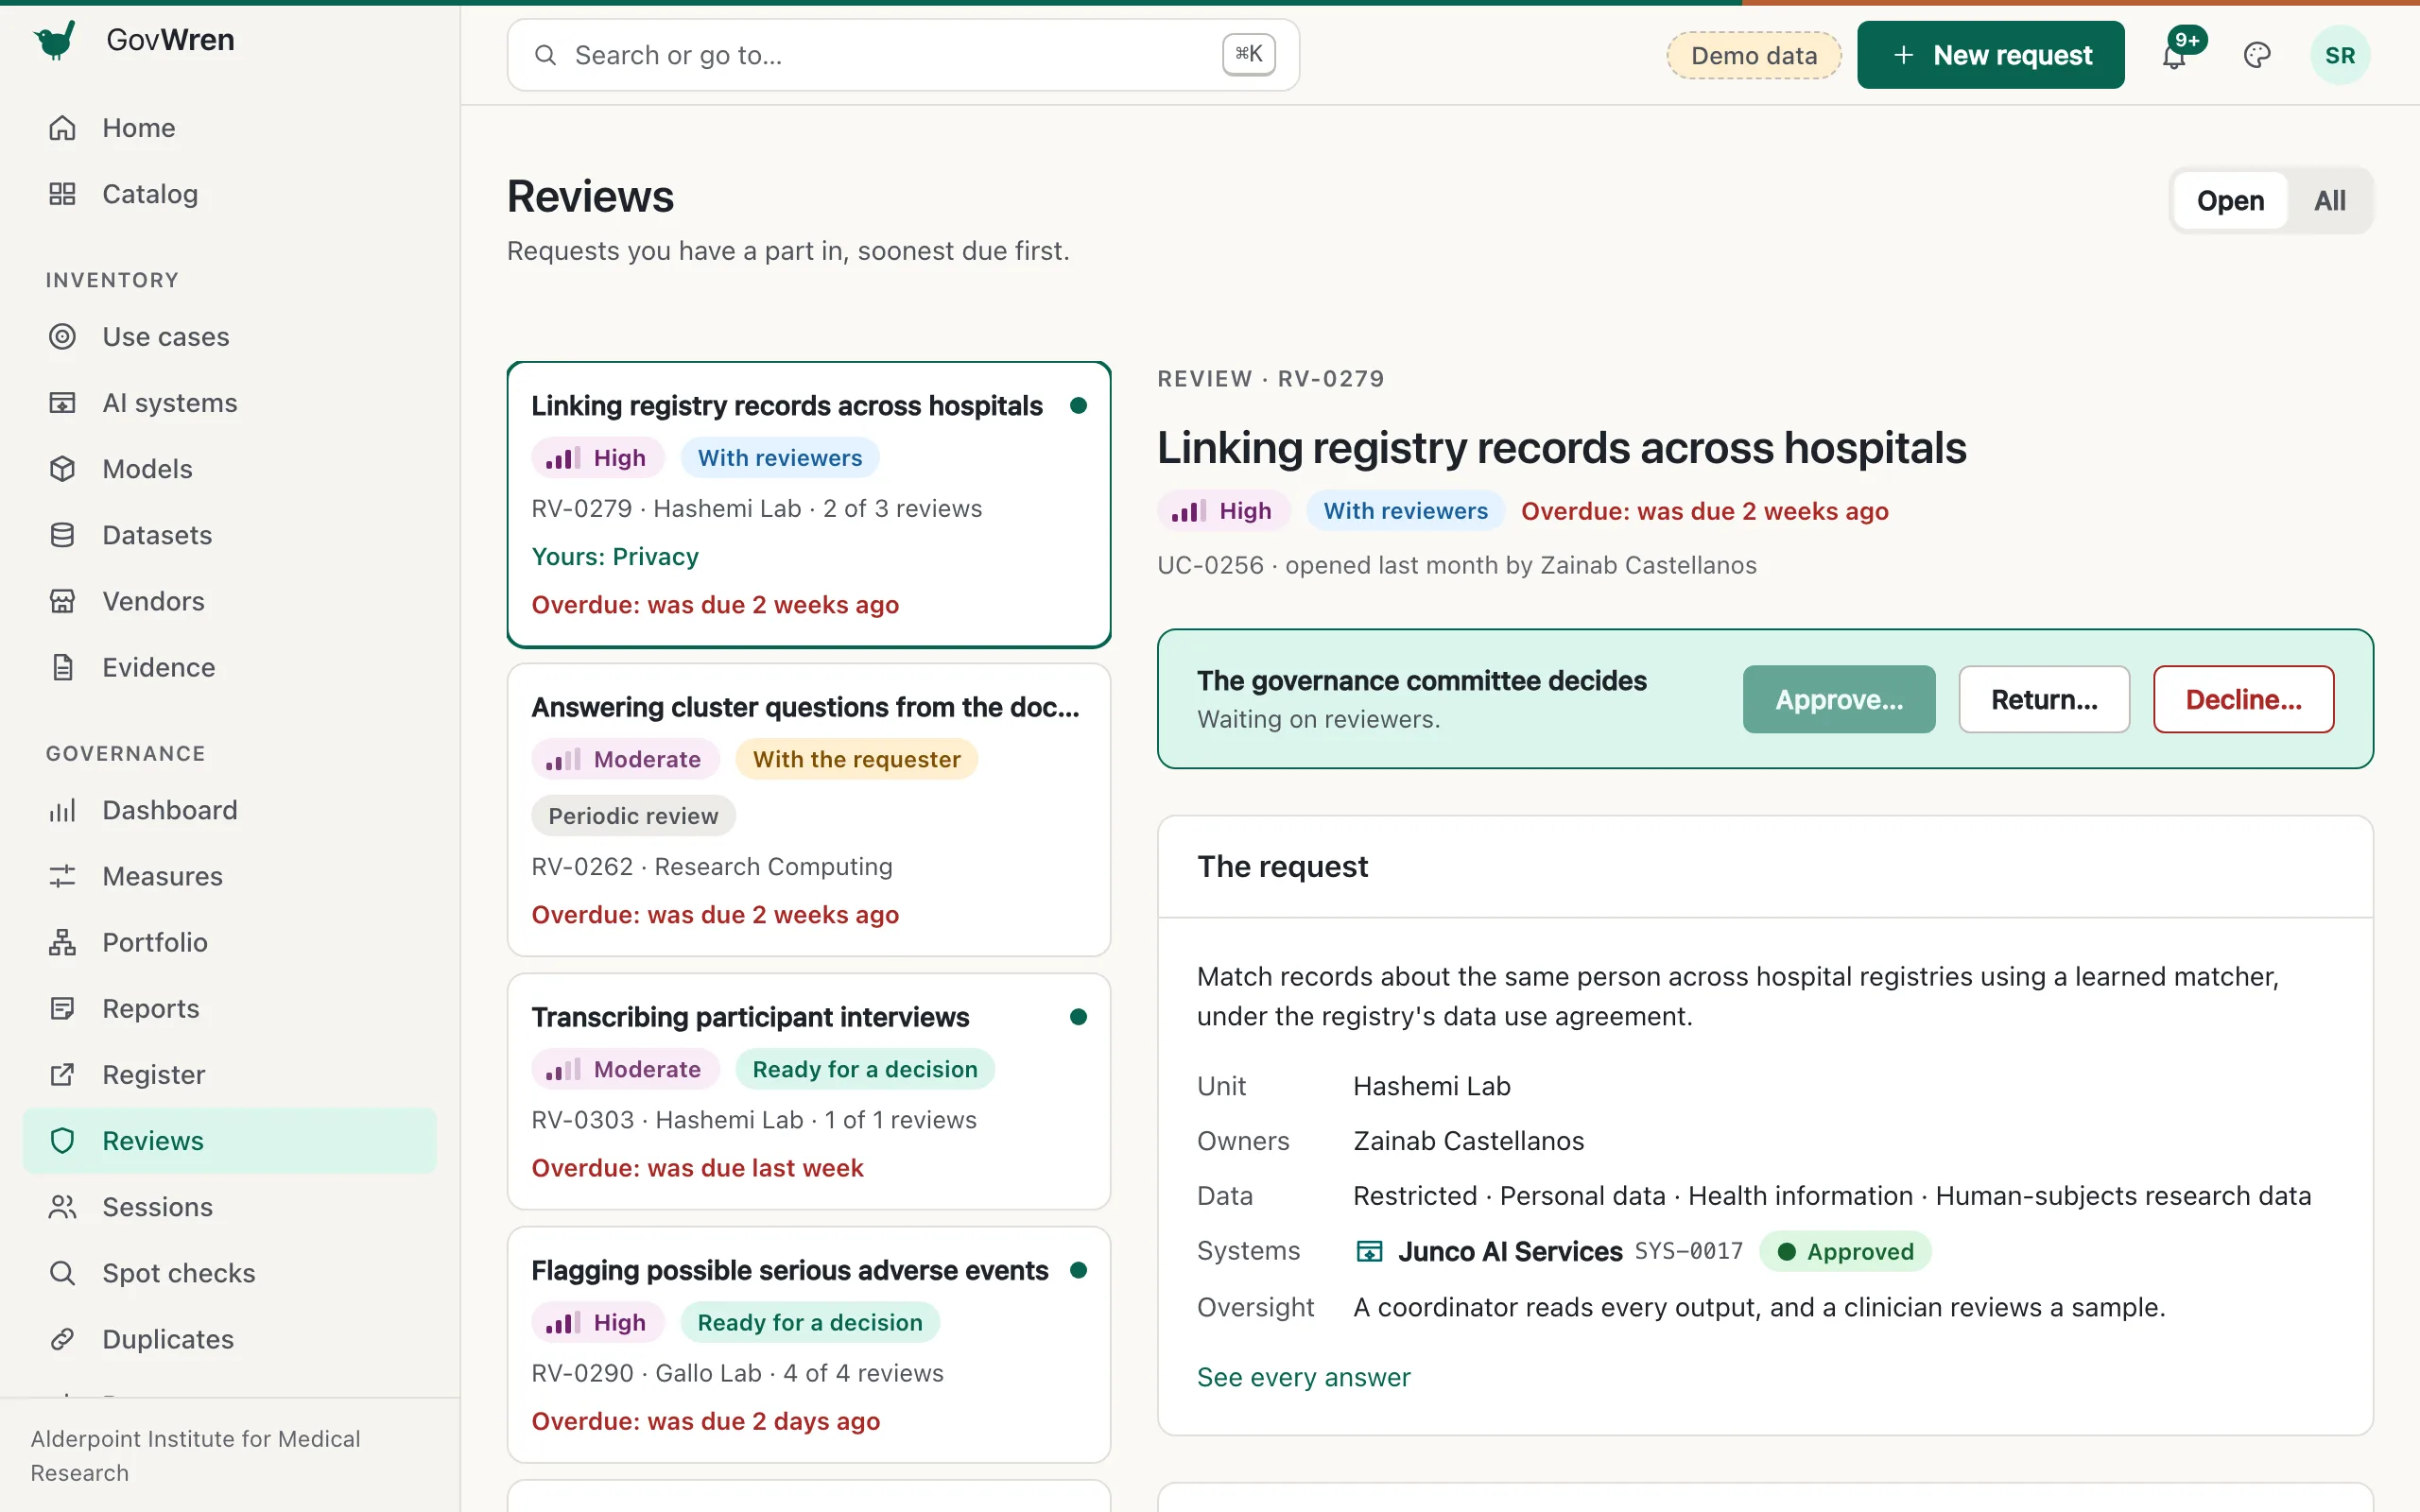 GovWren
Home
Catalog
INVENTORY
Use cases
AI systems
Models
Datasets
Vendors
Evidence
GOVERNANCE
Dashboard
Measures
Portfolio
Reports
Register
Reviews
Sessions
Spot checks
Duplicates
Alderpoint Institute for Medical
Research
Search or go to...
⌘K
Demo data
+ New request
9+
SR
Reviews
Requests you have a part in, soonest due first.
Open
All
Linking registry records across hospitals
High
With reviewers
RV-0279 · Hashemi Lab · 2 of 3 reviews
Yours: Privacy
Overdue: was due 2 weeks ago
Answering cluster questions from the doc...
Moderate
With the requester
Periodic review
RV-0262 · Research Computing
Overdue: was due 2 weeks ago
Transcribing participant interviews
Moderate
Ready for a decision
RV-0303 · Hashemi Lab · 1 of 1 reviews
Overdue: was due last week
Flagging possible serious adverse events
High
Ready for a decision
RV-0290 · Gallo Lab · 4 of 4 reviews
Overdue: was due 2 days ago
REVIEW · RV-0279
Linking registry records across hospitals
High
With reviewers
Overdue: was due 2 weeks ago
UC-0256 · opened last month by Zainab Castellanos
The governance committee decides
Waiting on reviewers.
Approve...
Return...
Decline...
The request
Match records about the same person across hospital registries using a learned matcher,
under the registry's data use agreement.
Unit Hashemi Lab
Owners Zainab Castellanos
Data Restricted · Personal data · Health information · Human-subjects research data
Systems Junco AI Services SYS-0017 Approved
Oversight A coordinator reads every output, and a clinician reviews a sample.
See every answer